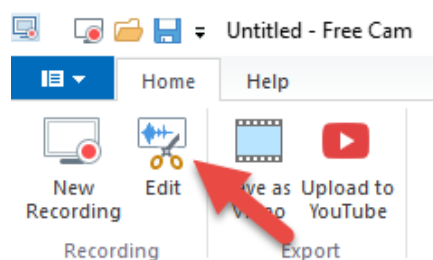 Untitled - Free Cam
Home Help
New Recording
Edit
as
Upload to YouTube
Recording
Export